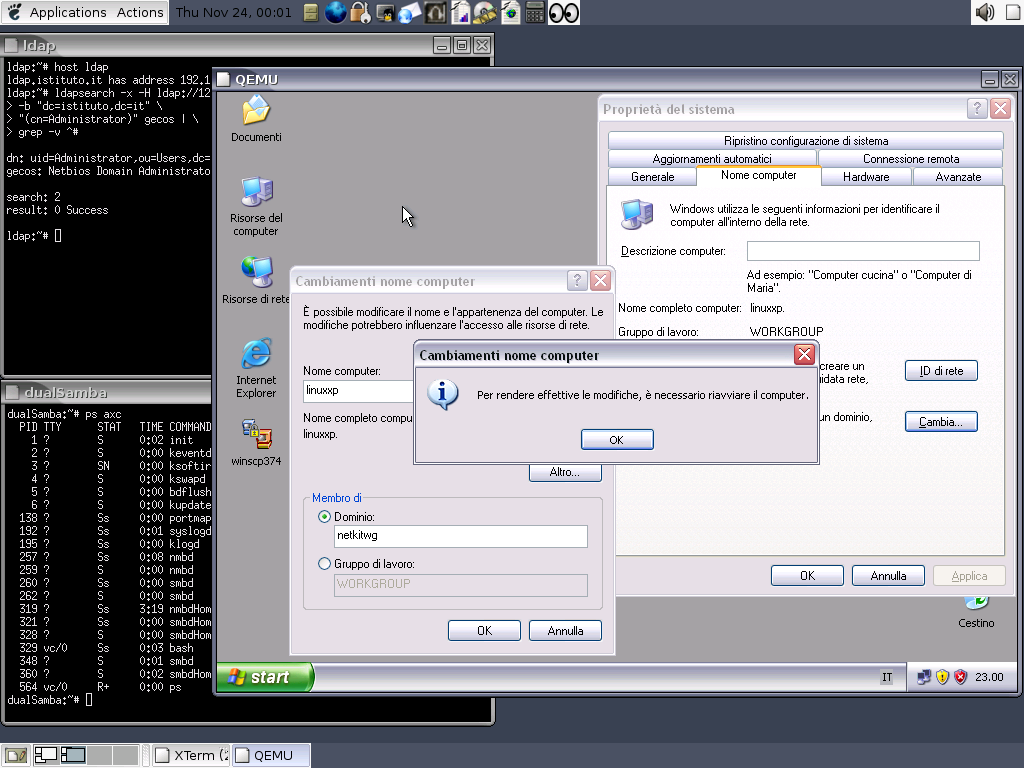 Applications Actions Thu Nov 24, 00:01
ldap
ldap:~# host ldap
ldap.istituto.it has address 192.1
ldap:~# ldapsearch -x -H ldap://12
> -b "dc=istituto,dc=it" \
> "(cn=Administrator)" gecos | \
> grep -v ^#
dn: uid=Administrator,ou=Users,dc=
gecos: Netbios Domain Administrato
search: 2
result: 0 Success
ldap:~#
dualSamba
dualSamba:~# ps axc
PID TTY STAT TIME COMMAND
1 ? S 0:02 init
2 ? S 0:00 keventd
3 ? SN 0:00 ksoftir
4 ? S 0:00 kswapd
5 ? S 0:00 bdflush
6 ? S 0:00 kupdate
138 ? Ss 0:00 portmap
192 ? Ss 0:01 syslogd
195 ? Ss 0:00 klogd
257 ? Ss 0:08 nmbd
259 ? S 0:00 nmbd
260 ? Ss 0:00 smbd
262 ? S 0:00 smbd
319 ? Ss 3:19 nmbdHom
321 ? Ss 0:00 smbdHom
328 ? S 0:00 smbdHom
329 vc/0 Ss 0:03 bash
348 ? S 0:01 smbd
360 ? S 0:02 smbdHom
564 vc/0 R+ 0:00 ps
dualSamba:~#
QEMU
Documenti
Risorse del
computer
Risorse di rete
Internet
Explorer
winscp374
Proprietà del sistema
Ripristino configurazione di sistema
Aggiornamenti automatici Connessione remota
Generale Nome computer Hardware Avanzate
Windows utilizza le seguenti informazioni per identificare il
computer all'interno della rete.
Descrizione computer:
Ad esempio: "Computer cucina" o "Computer di
Maria".
Nome completo computer: linuxxp.
Gruppo di lavoro: WORKGROUP
creare un
idata rete,
ID di rete
un dominio,
Cambia...
OK Annulla Applica
Cambiamenti nome computer
È possibile modificare il nome e l'appartenenza del computer. Le
modifiche potrebbero influenzare l'accesso alle risorse di rete.
Nome computer:
linuxxp
Nome completo compu
linuxxp.
Altro...
Membro di
Dominio:
netkitwg
Gruppo di lavoro:
WORKGROUP
OK Annulla
Cambiamenti nome computer
Per rendere effettive le modifiche, è necessario riavviare il computer.
OK
Cestino
start IT 23.00
XTerm (2 QEMU